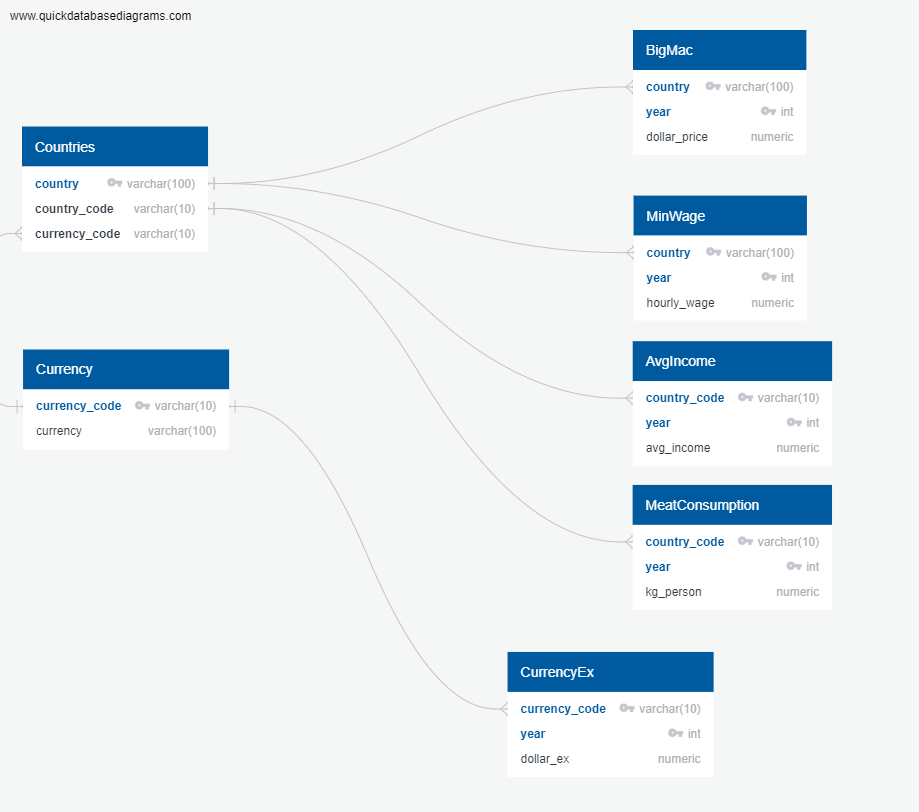 www.quickdatabasediagrams.com
BigMac
country varchar(100)
year int
dollar_price numeric
Countries
country varchar(100)
country_code varchar(10)
currency_code varchar(10)
MinWage
country varchar(100)
year int
hourly_wage numeric
Currency
currency_code varchar(10)
currency varchar(100)
AvgIncome
country_code varchar(10)
year int
avg_income numeric
MeatConsumption
country_code varchar(10)
year int
kg_person numeric
CurrencyEx
currency_code varchar(10)
year int
dollar_ex numeric